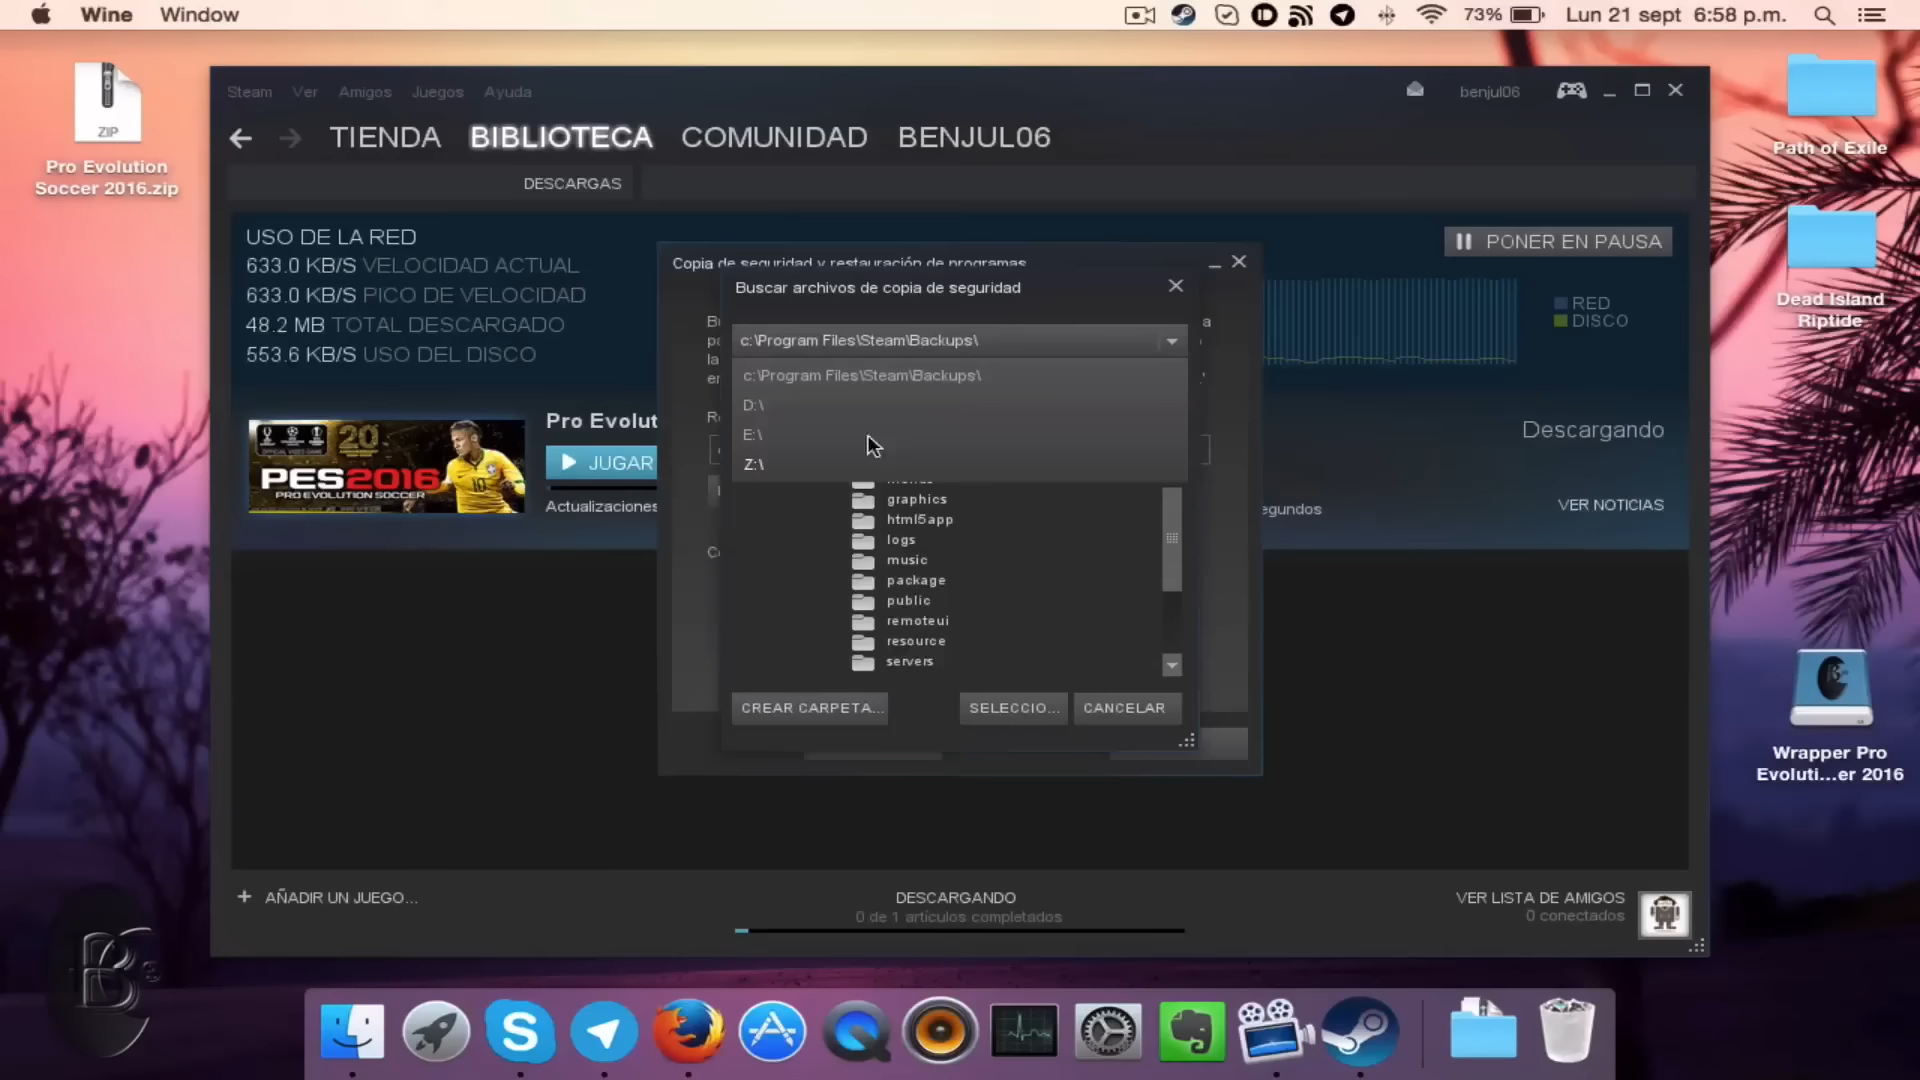 Wine Window
73% Lun 21 sept 6:58 p.m.
ZIP
Pro Evolution
Soccer 2016.zip
Path of Exile
Dead Island
Riptide
Wrapper Pro
Evoluti...er 2016
Steam Ver Amigos Juegos Ayuda
benjul06
TIENDA BIBLIOTECA COMUNIDAD BENJUL06
DESCARGAS
USO DE LA RED
633.0 KB/S VELOCIDAD ACTUAL
633.0 KB/S PICO DE VELOCIDAD
48.2 MB TOTAL DESCARGADO
553.6 KB/S USO DEL DISCO
PONER EN PAUSA
RED
DISCO
20
PES2016
PRO EVOLUTION SOCCER
Pro Evolut
JUGAR
Actualizaciones
Descargando
egundos
VER NOTICIAS
Copia de seguridad y restauración de programas
Buscar archivos de copia de seguridad
c:\Program Files\Steam\Backups\
c:\Program Files\Steam\Backups\
D:\
E:\
Z:\
graphics
html5app
logs
music
package
public
remoteui
resource
servers
CREAR CARPETA... SELECCIO... CANCELAR
+ AÑADIR UN JUEGO...
DESCARGANDO
0 de 1 artículos completados
VER LISTA DE AMIGOS
0 conectados